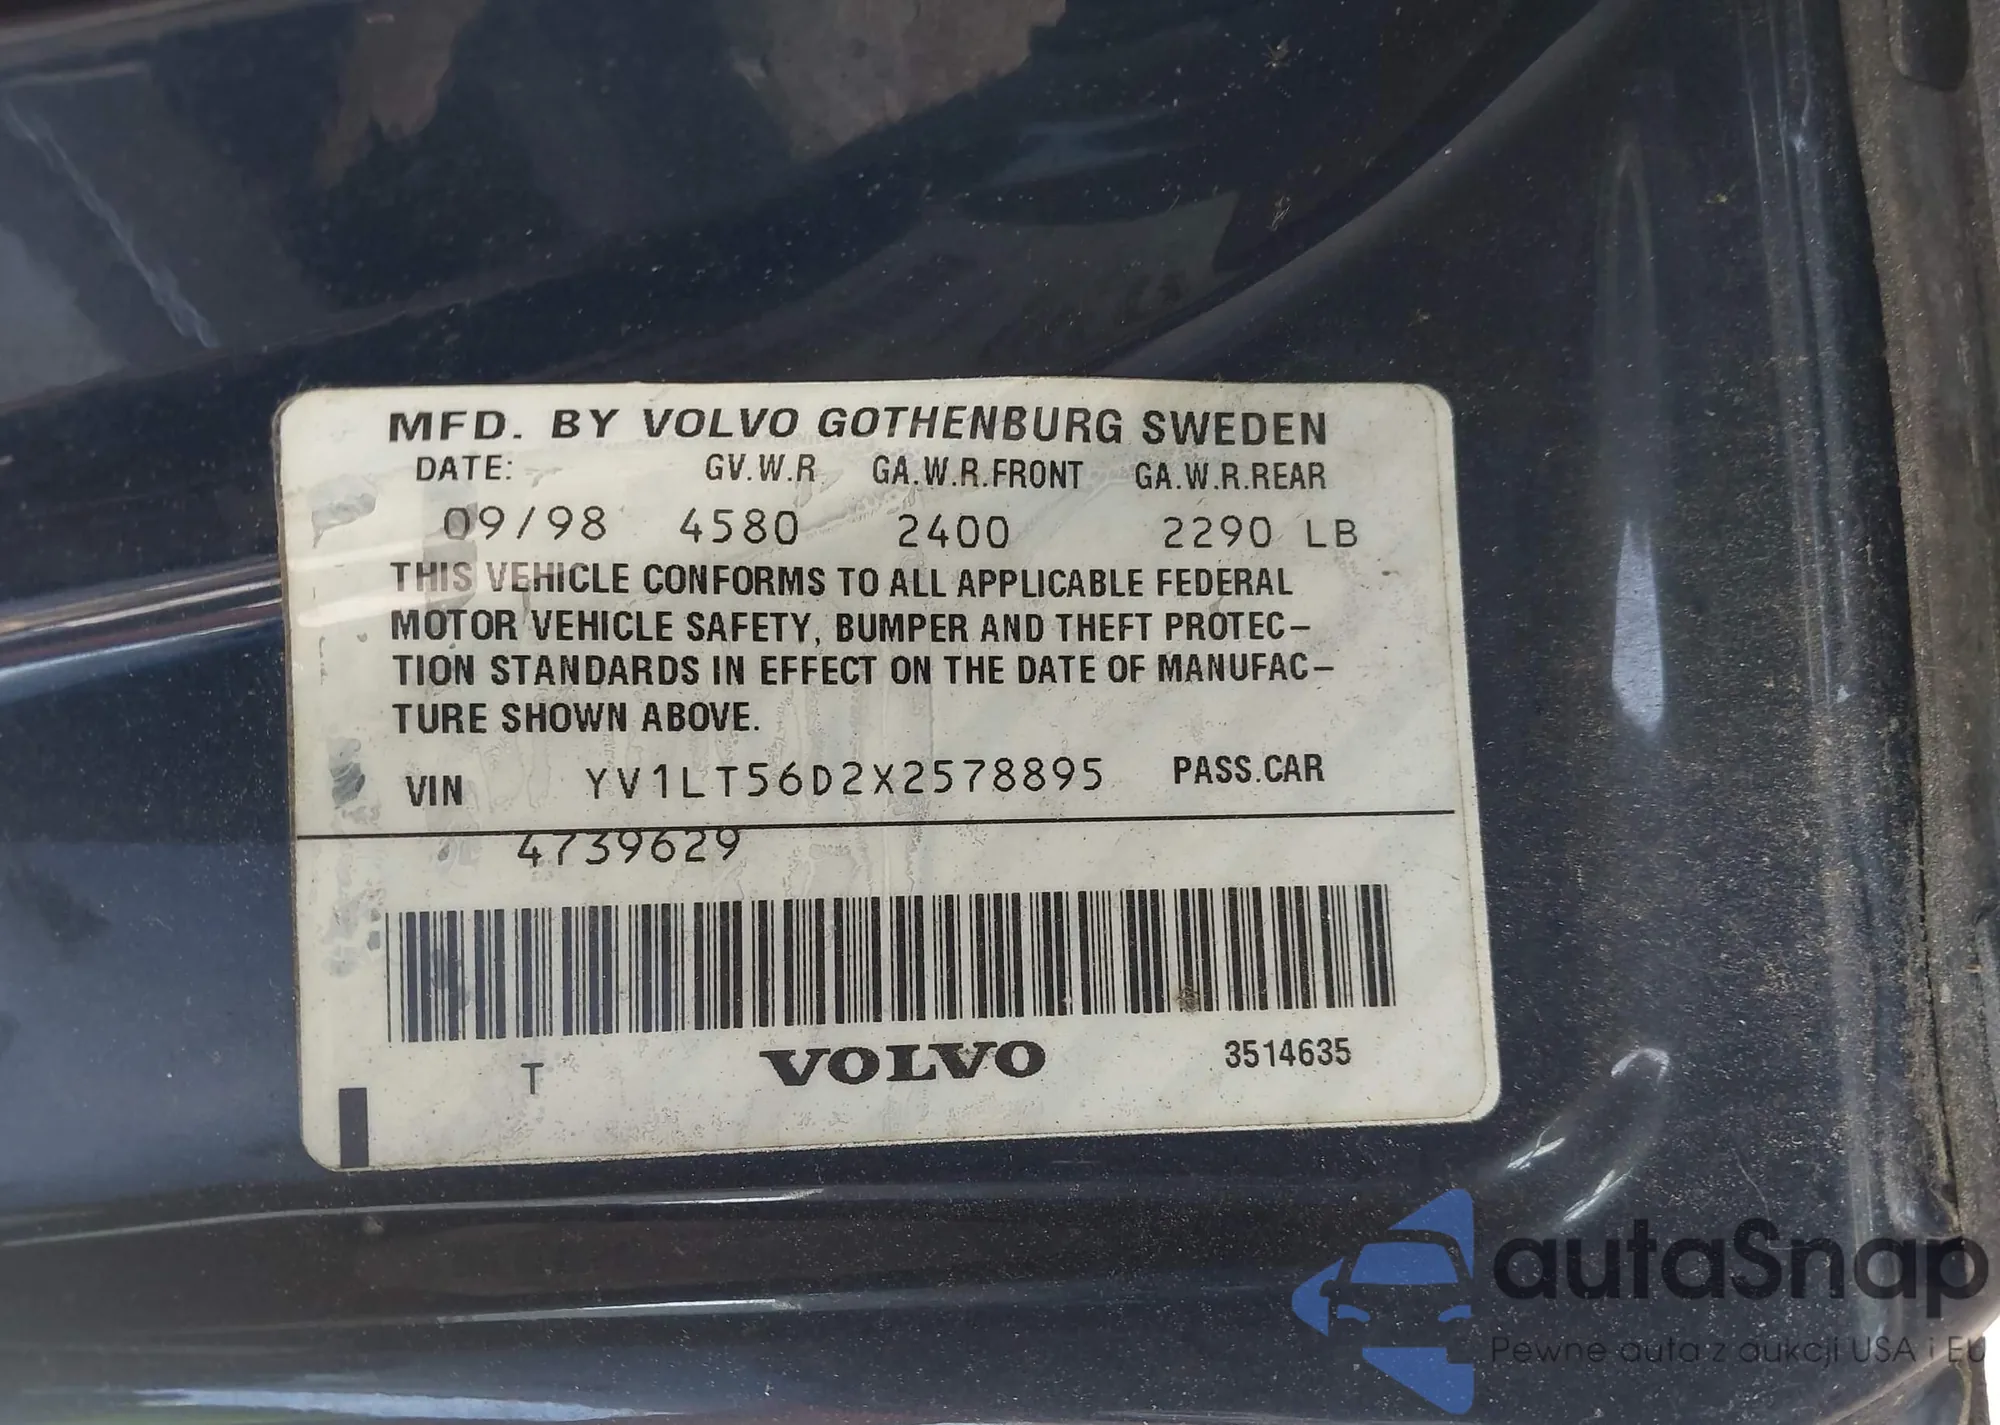 MFD. BY VOLVO GOTHENBURG SWEDEN
DATE: GV.W.R GA.W.R.FRONT GA.W.R.REAR
09/98 4580 2400 2290 LB
THIS VEHICLE CONFORMS TO ALL APPLICABLE FEDERAL
MOTOR VEHICLE SAFETY, BUMPER AND THEFT PROTEC-
TION STANDARDS IN EFFECT ON THE DATE OF MANUFAC-
TURE SHOWN ABOVE.
VIN YV1LT56D2X2578895 PASS.CAR
4739629
T VOLVO 3514635
autaSnap
Pewne auta z aukcji USA i EU